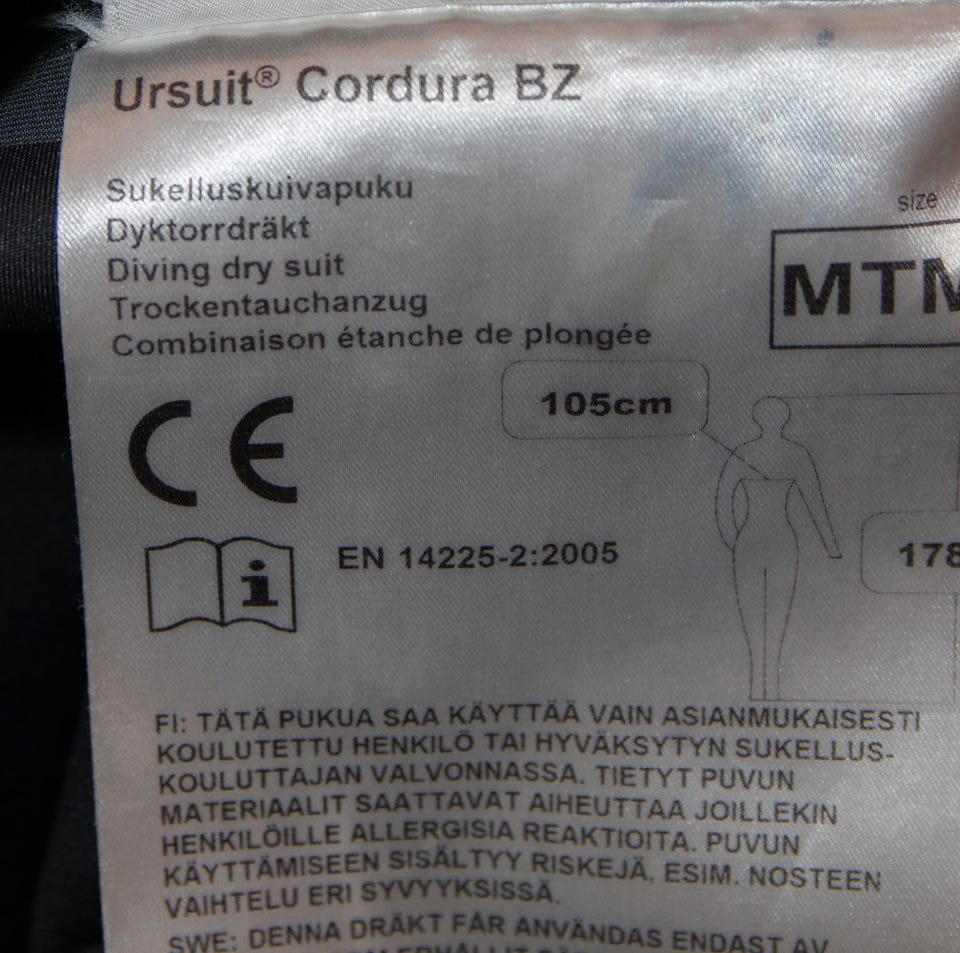 Ursuit® Cordura BZ
Sukelluskuivapuku
Dyktorrdräkt
Diving dry suit
Trockentauchanzug
Combinaison étanche de plongée
size
MTM
105cm
CE
i
EN 14225-2:2005
178
FI: TÄTÄ PUKUA SAA KÄYTTÄÄ VAIN ASIANMUKAISESTI
KOULUTETTU HENKILÖ TAI HYVÄKSYTYN SUKELLUS-
KOULUTTAJAN VALVONNASSA. TIETYT PUVUN
MATERIAALIT SAATTAVAT AIHEUTTAA JOILLEKIN
HENKILÖILLE ALLERGISIA REAKTIOITA. PUVUN
KÄYTTÄMISEEN SISÄLTYY RISKEJÄ, ESIM. NOSTEEN
VAIHTELU ERI SYVYYKSISSÄ.
SWE: DENNA DRÄKT FÅR ANVÄNDAS ENDAST AV